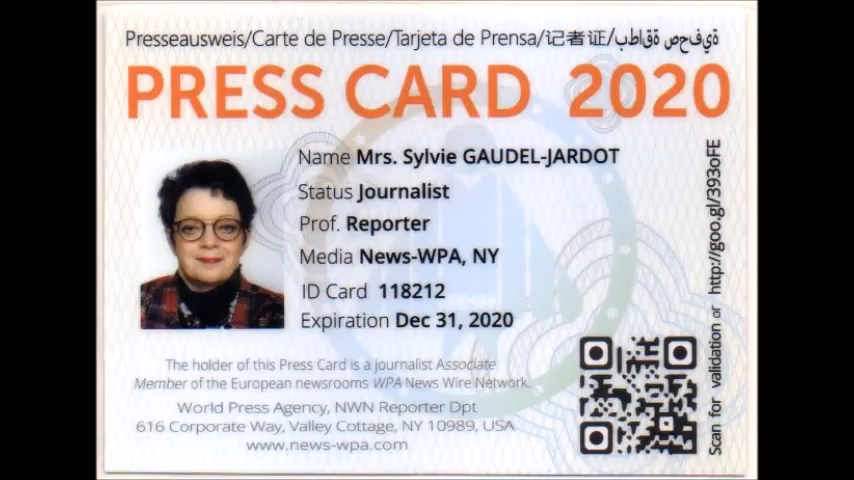 Presseausweis/Carte de Presse/Tarjeta de Prensa/记者证/ةيفحص ةقاطب
PRESS CARD 2020
Name Mrs. Sylvie GAUDEL-JARDOT
Status Journalist
Prof. Reporter
Media News-WPA, NY
ID Card 118212
Expiration Dec 31, 2020
The holder of this Press Card is a journalist Associate
Member of the European newsrooms WPA News Wire Network.
World Press Agency, NWN Reporter Dpt
616 Corporate Way, Valley Cottage, NY 10989, USA
www.news-wpa.com
Scan for validation or http://goo.gl/393oFE